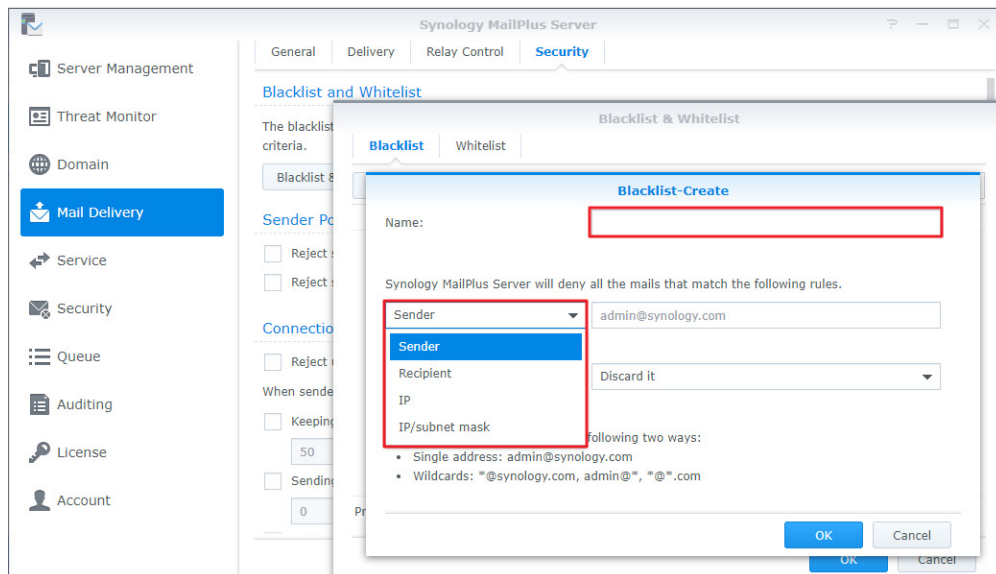 Synology MailPlus Server
Server Management
Threat Monitor
Domain
Mail Delivery
Service
Security
Queue
Auditing
License
Account
General Delivery Relay Control Security
Blacklist and Whitelist
The blacklist
criteria.
Blacklist &
Sender Po
Reject s
Reject s
Connectio
Reject u
When sende
Keeping
50
Sending
0
Blacklist & Whitelist
Blacklist Whitelist
Pr
OK Cancel
Blacklist-Create
Name:
Synology MailPlus Server will deny all the mails that match the following rules.
Sender admin@synology.com
Sender
Recipient
IP
IP/subnet mask
Discard it
following two ways:
• Single address: admin@synology.com
• Wildcards: "@synology.com, admin@", "@".com
OK Cancel